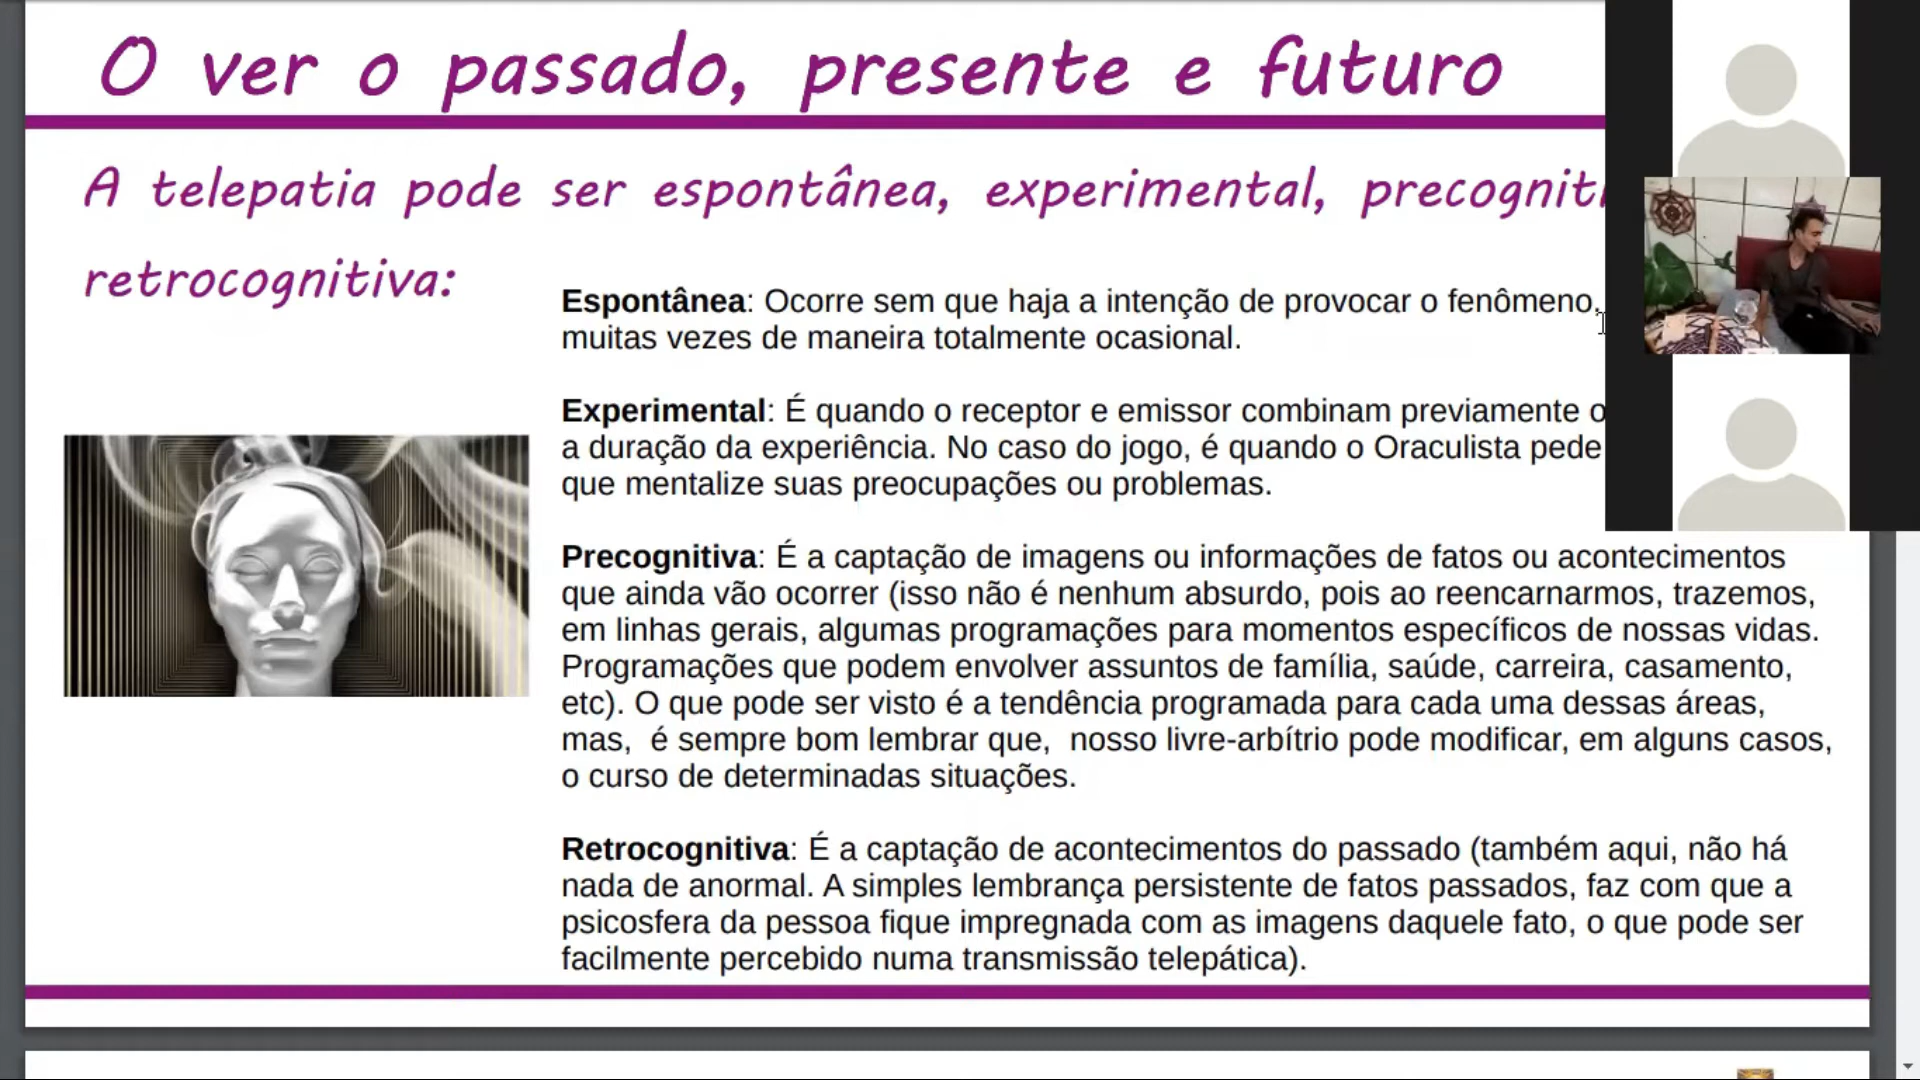 O ver o passado, presente e futuro
A telepatia pode ser espontânea, experimental,
retrocognitiva:
Espontânea: Ocorre sem que haja a intenção de provocar o fenômeno,
muitas vezes de maneira totalmente ocasional.
Experimental: É quando o receptor e emissor combinam previamente
a duração da experiência. No caso do jogo, é quando o Oraculista pede
que mentalize suas preocupações ou problemas.
Precognitiva: É a captação de imagens ou informações de fatos ou acontecimentos
que ainda vão ocorrer (isso não é nenhum absurdo, pois ao reencarnarmos, trazemos,
em linhas gerais, algumas programações para momentos específicos de nossas vidas.
Programações que podem envolver assuntos de família, saúde, carreira, casamento,
etc). O que pode ser visto é a tendência programada para cada uma dessas áreas,
mas, é sempre bom lembrar que, nosso livre-arbítrio pode modificar, em alguns casos,
o curso de determinadas situações.
Retrocognitiva: É a captação de acontecimentos do passado (também aqui, não há
nada de anormal. A simples lembrança persistente de fatos passados, faz com que a
psicosfera da pessoa fique impregnada com as imagens daquele fato, o que pode ser
facilmente percebido numa transmissão telepática).